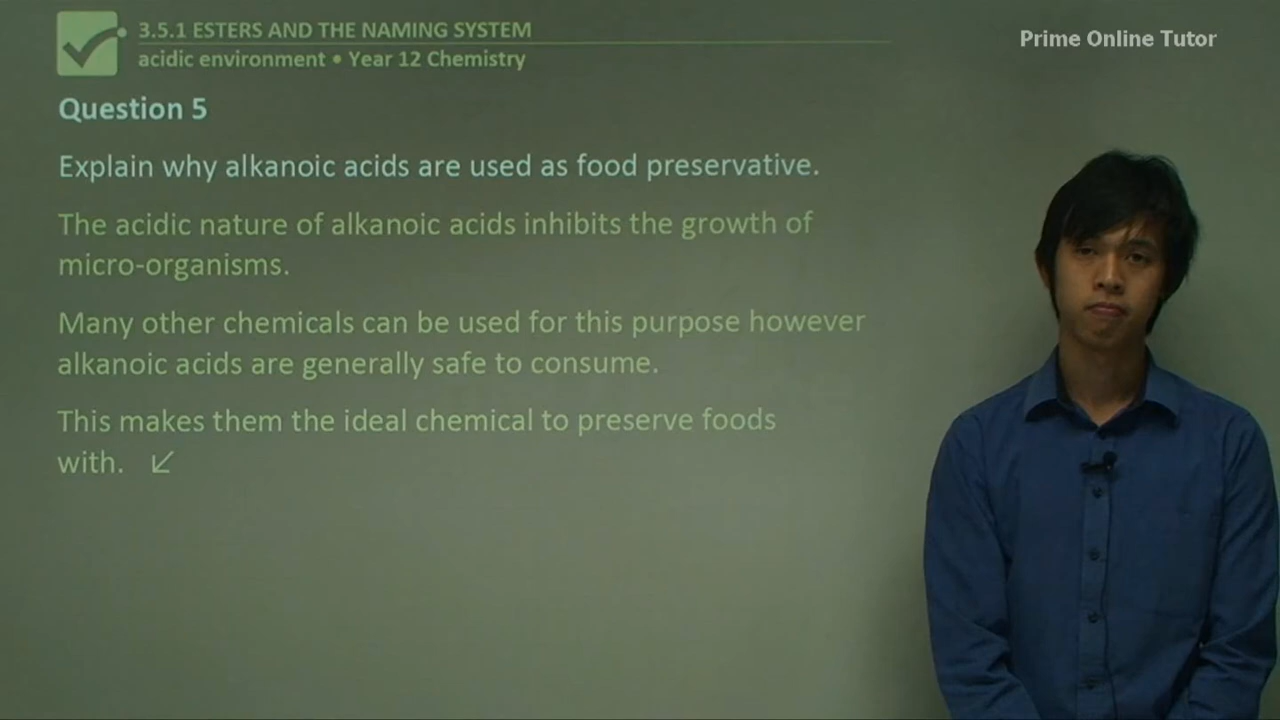 3.5.1 ESTERS AND THE NAMING SYSTEM
acidic environment • Year 12 Chemistry
Prime Online Tutor
Question 5
Explain why alkanoic acids are used as food preservative.
The acidic nature of alkanoic acids inhibits the growth of
micro-organisms.
Many other chemicals can be used for this purpose however
alkanoic acids are generally safe to consume.
This makes them the ideal chemical to preserve foods
with. ↙